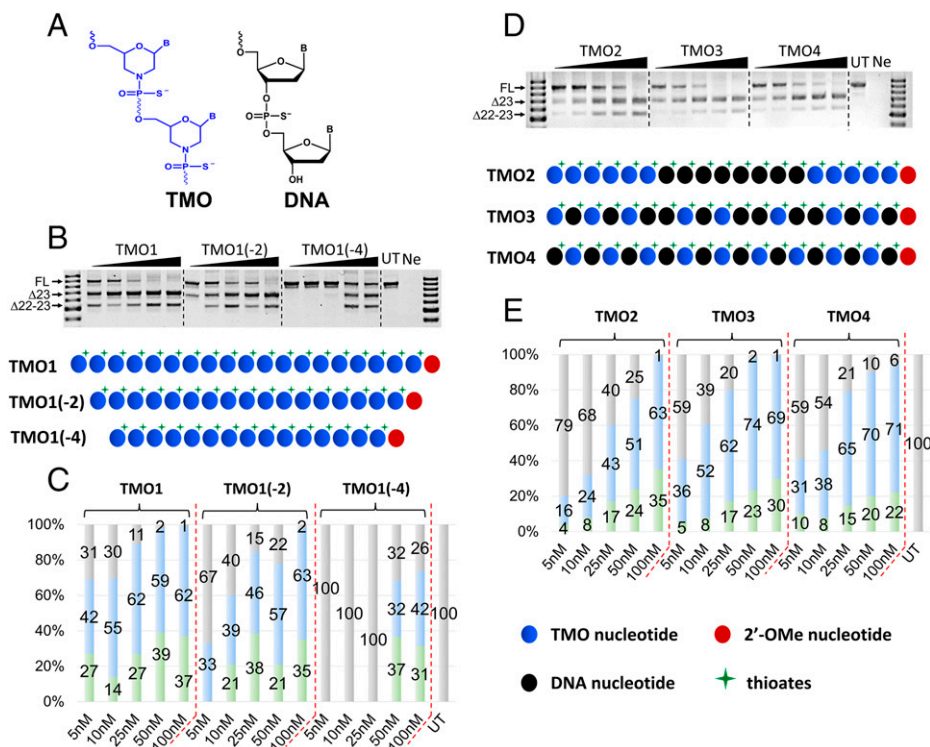 A
O
O
B
N
O=P-S⁻
O
O
B
N
O=P-S⁻
TMO
O
O
B
O
O=P-S⁻
O
O
B
OH
DNA
B
TMO1 TMO1(-2) TMO1(-4) UT Ne
FL
Δ23
Δ22-23
TMO1
TMO1(-2)
TMO1(-4)
C
TMO1 TMO1(-2) TMO1(-4)
100%
80%
60%
40%
20%
0%
31 30 11 2 1 67 40 15 22 2 100 100 100 32 26 100
42 55 62 59 62 33 39 46 57 63 32 42
27 14 27 39 37 21 38 21 35 37 31
5nM 10nM 25nM 50nM 100nM 5nM 10nM 25nM 50nM 100nM 5nM 10nM 25nM 50nM 100nM UT
D
TMO2 TMO3 TMO4 UT Ne
FL
Δ23
Δ22-23
TMO2
TMO3
TMO4
E
TMO2 TMO3 TMO4
100%
80%
60%
40%
20%
0%
79 68 40 25 1 59 39 20 2 1 59 54 21 10 6 100
16 24 43 51 63 36 52 62 74 69 31 38 65 70 71
4 8 17 24 35 5 8 17 23 30 10 8 15 20 22
5nM 10nM 25nM 50nM 100nM 5nM 10nM 25nM 50nM 100nM 5nM 10nM 25nM 50nM 100nM UT
TMO nucleotide 2'-OMe nucleotide
DNA nucleotide thioates